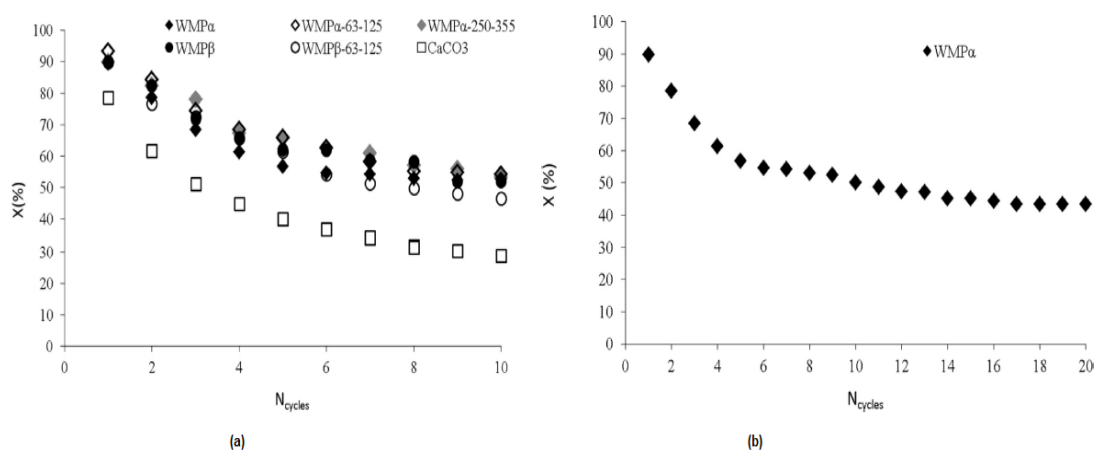 WMPα WMPα-63-125 WMPα-250-355
WMPβ WMPβ-63-125 CaCO3
100
90
80
70
60
50
40
30
20
10
0
X(%)
0 2 4 6 8 10
Ncycles
(a)
WMPα
100
90
80
70
60
50
40
30
20
10
0
X (%)
0 2 4 6 8 10 12 14 16 18 20
Ncycles
(b)